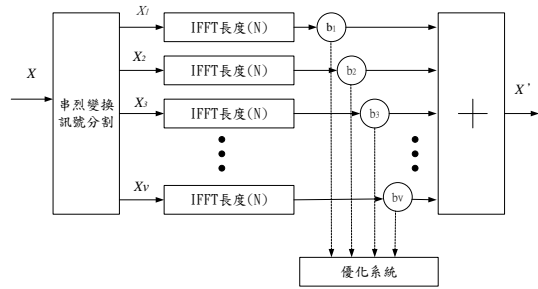 X
串烈變換
訊號分割
X1
IFFT長度(N)
b1
X2
IFFT長度(N)
b2
X3
IFFT長度(N)
b3
Xv
IFFT長度(N)
bv
+
X'
優化系統